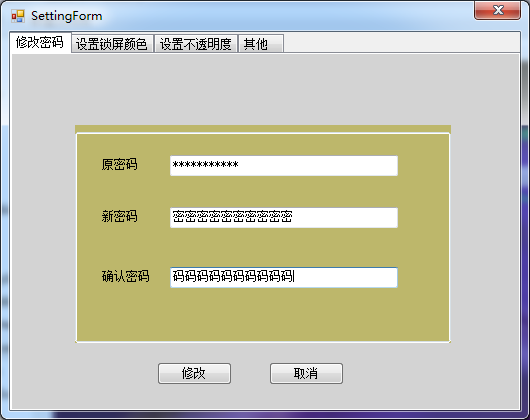 SettingForm
修改密码 设置锁屏颜色 设置不透明度 其他
原密码 ***********
新密码 密密密密密密密密密密
确认密码 码码码码码码码码码码
修改 取消